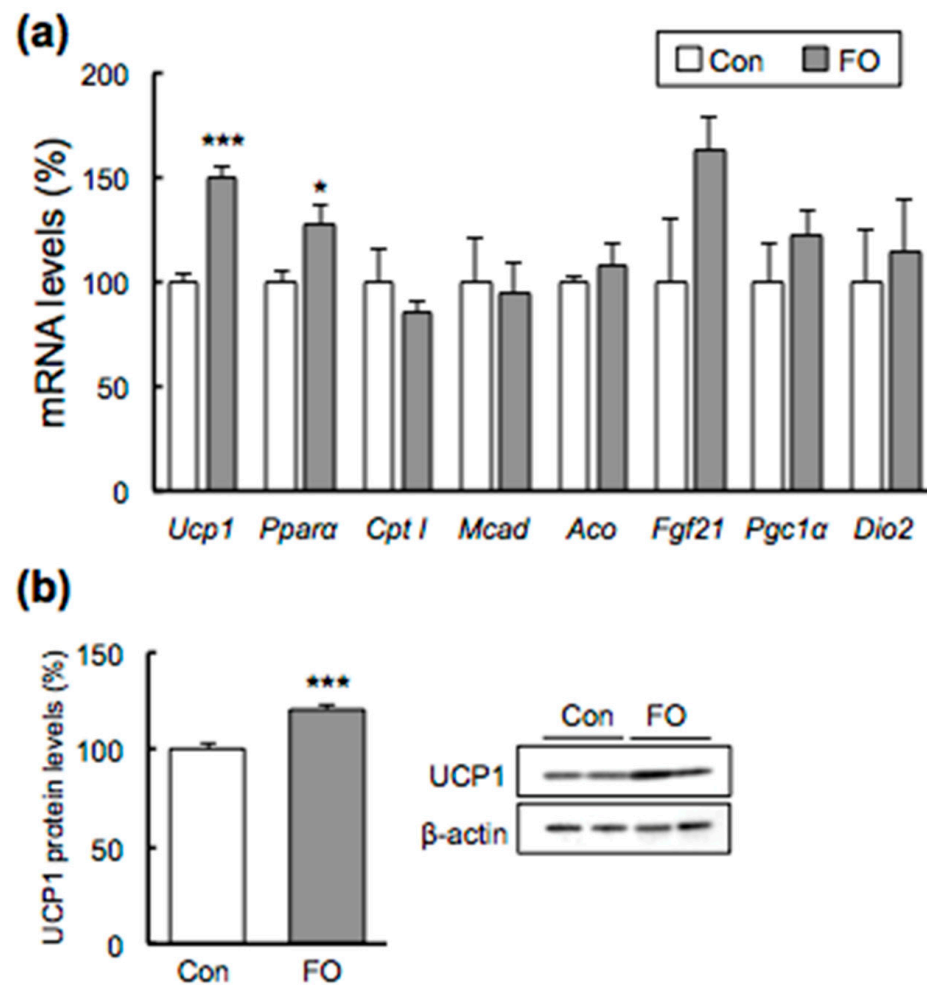 (a)
Con FO
mRNA levels (%)
200
150
100
50
0
***
*
Ucp1 Pparα Cpt I Mcad Aco Fgf21 Pgc1α Dio2
(b)
UCP1 protein levels (%)
150
100
50
0
***
Con FO
Con FO
UCP1
β-actin